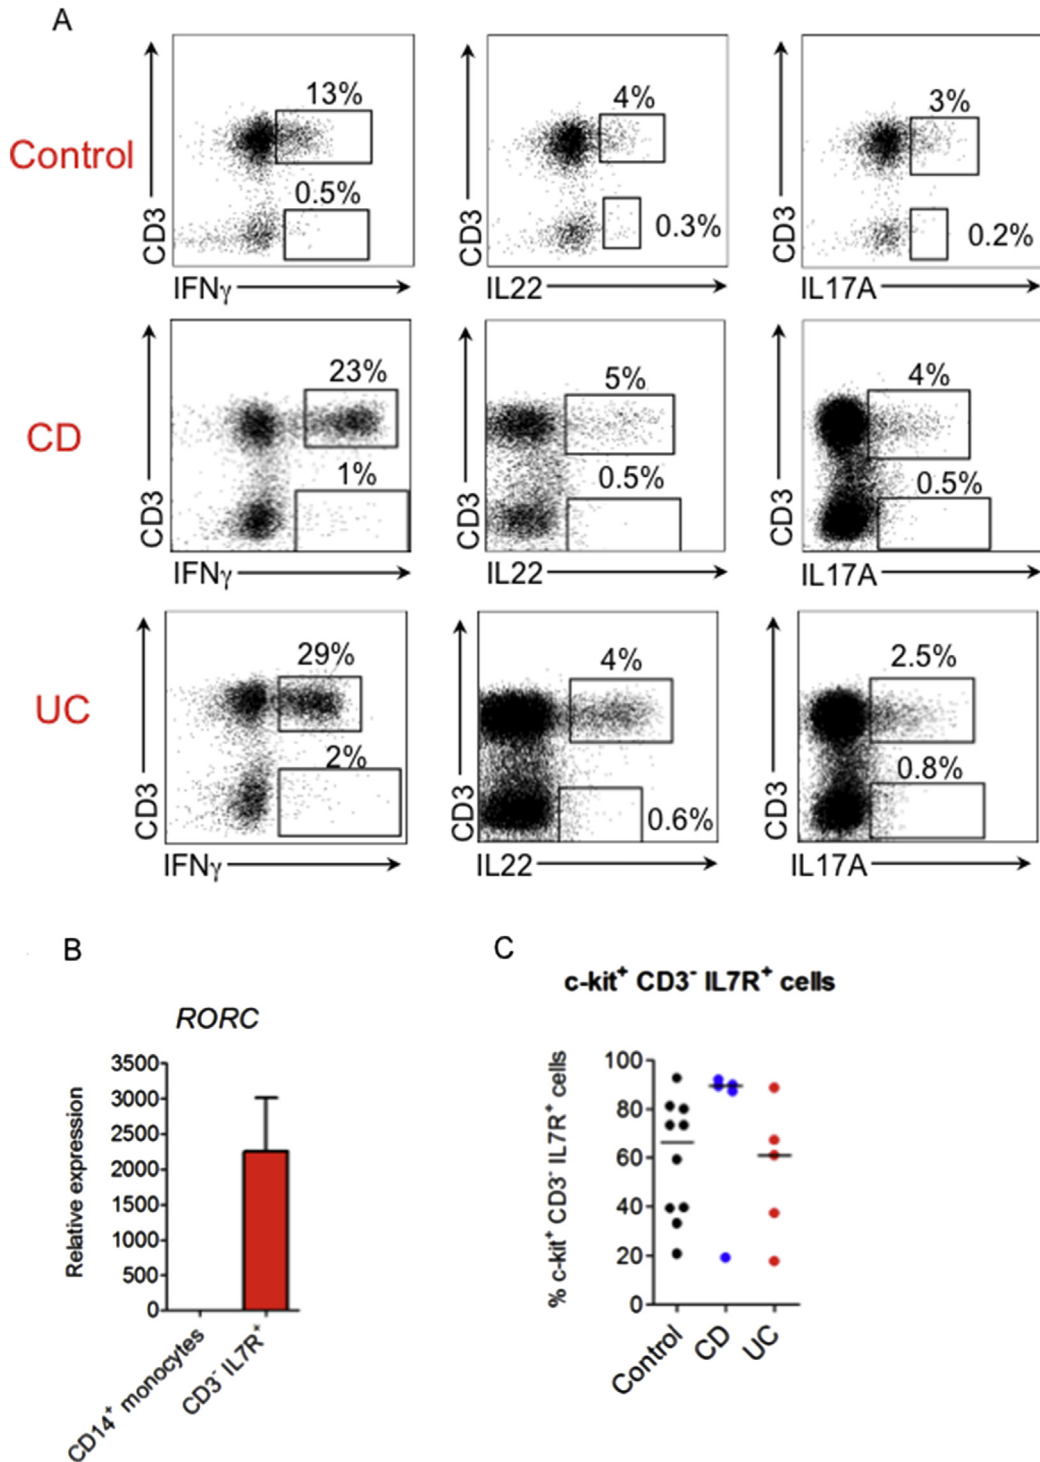 A
13%
4%
3%
Control
CD3
0.5%
CD3
0.3%
CD3
0.2%
IFNγ
IL22
IL17A
23%
5%
4%
CD
CD3
1%
CD3
0.5%
CD3
0.5%
IFNγ
IL22
IL17A
29%
4%
2.5%
UC
CD3
2%
CD3
0.6%
CD3
0.8%
IFNγ
IL22
IL17A
B
RORC
Relative expression
3500
3000
2500
2000
1500
1000
500
0
CD14⁺ monocytes
CD3⁻ IL7R⁺
C
c-kit⁺ CD3⁻ IL7R⁺ cells
% c-kit⁺ CD3⁻ IL7R⁺ cells
100
80
60
40
20
0
Control
CD
UC